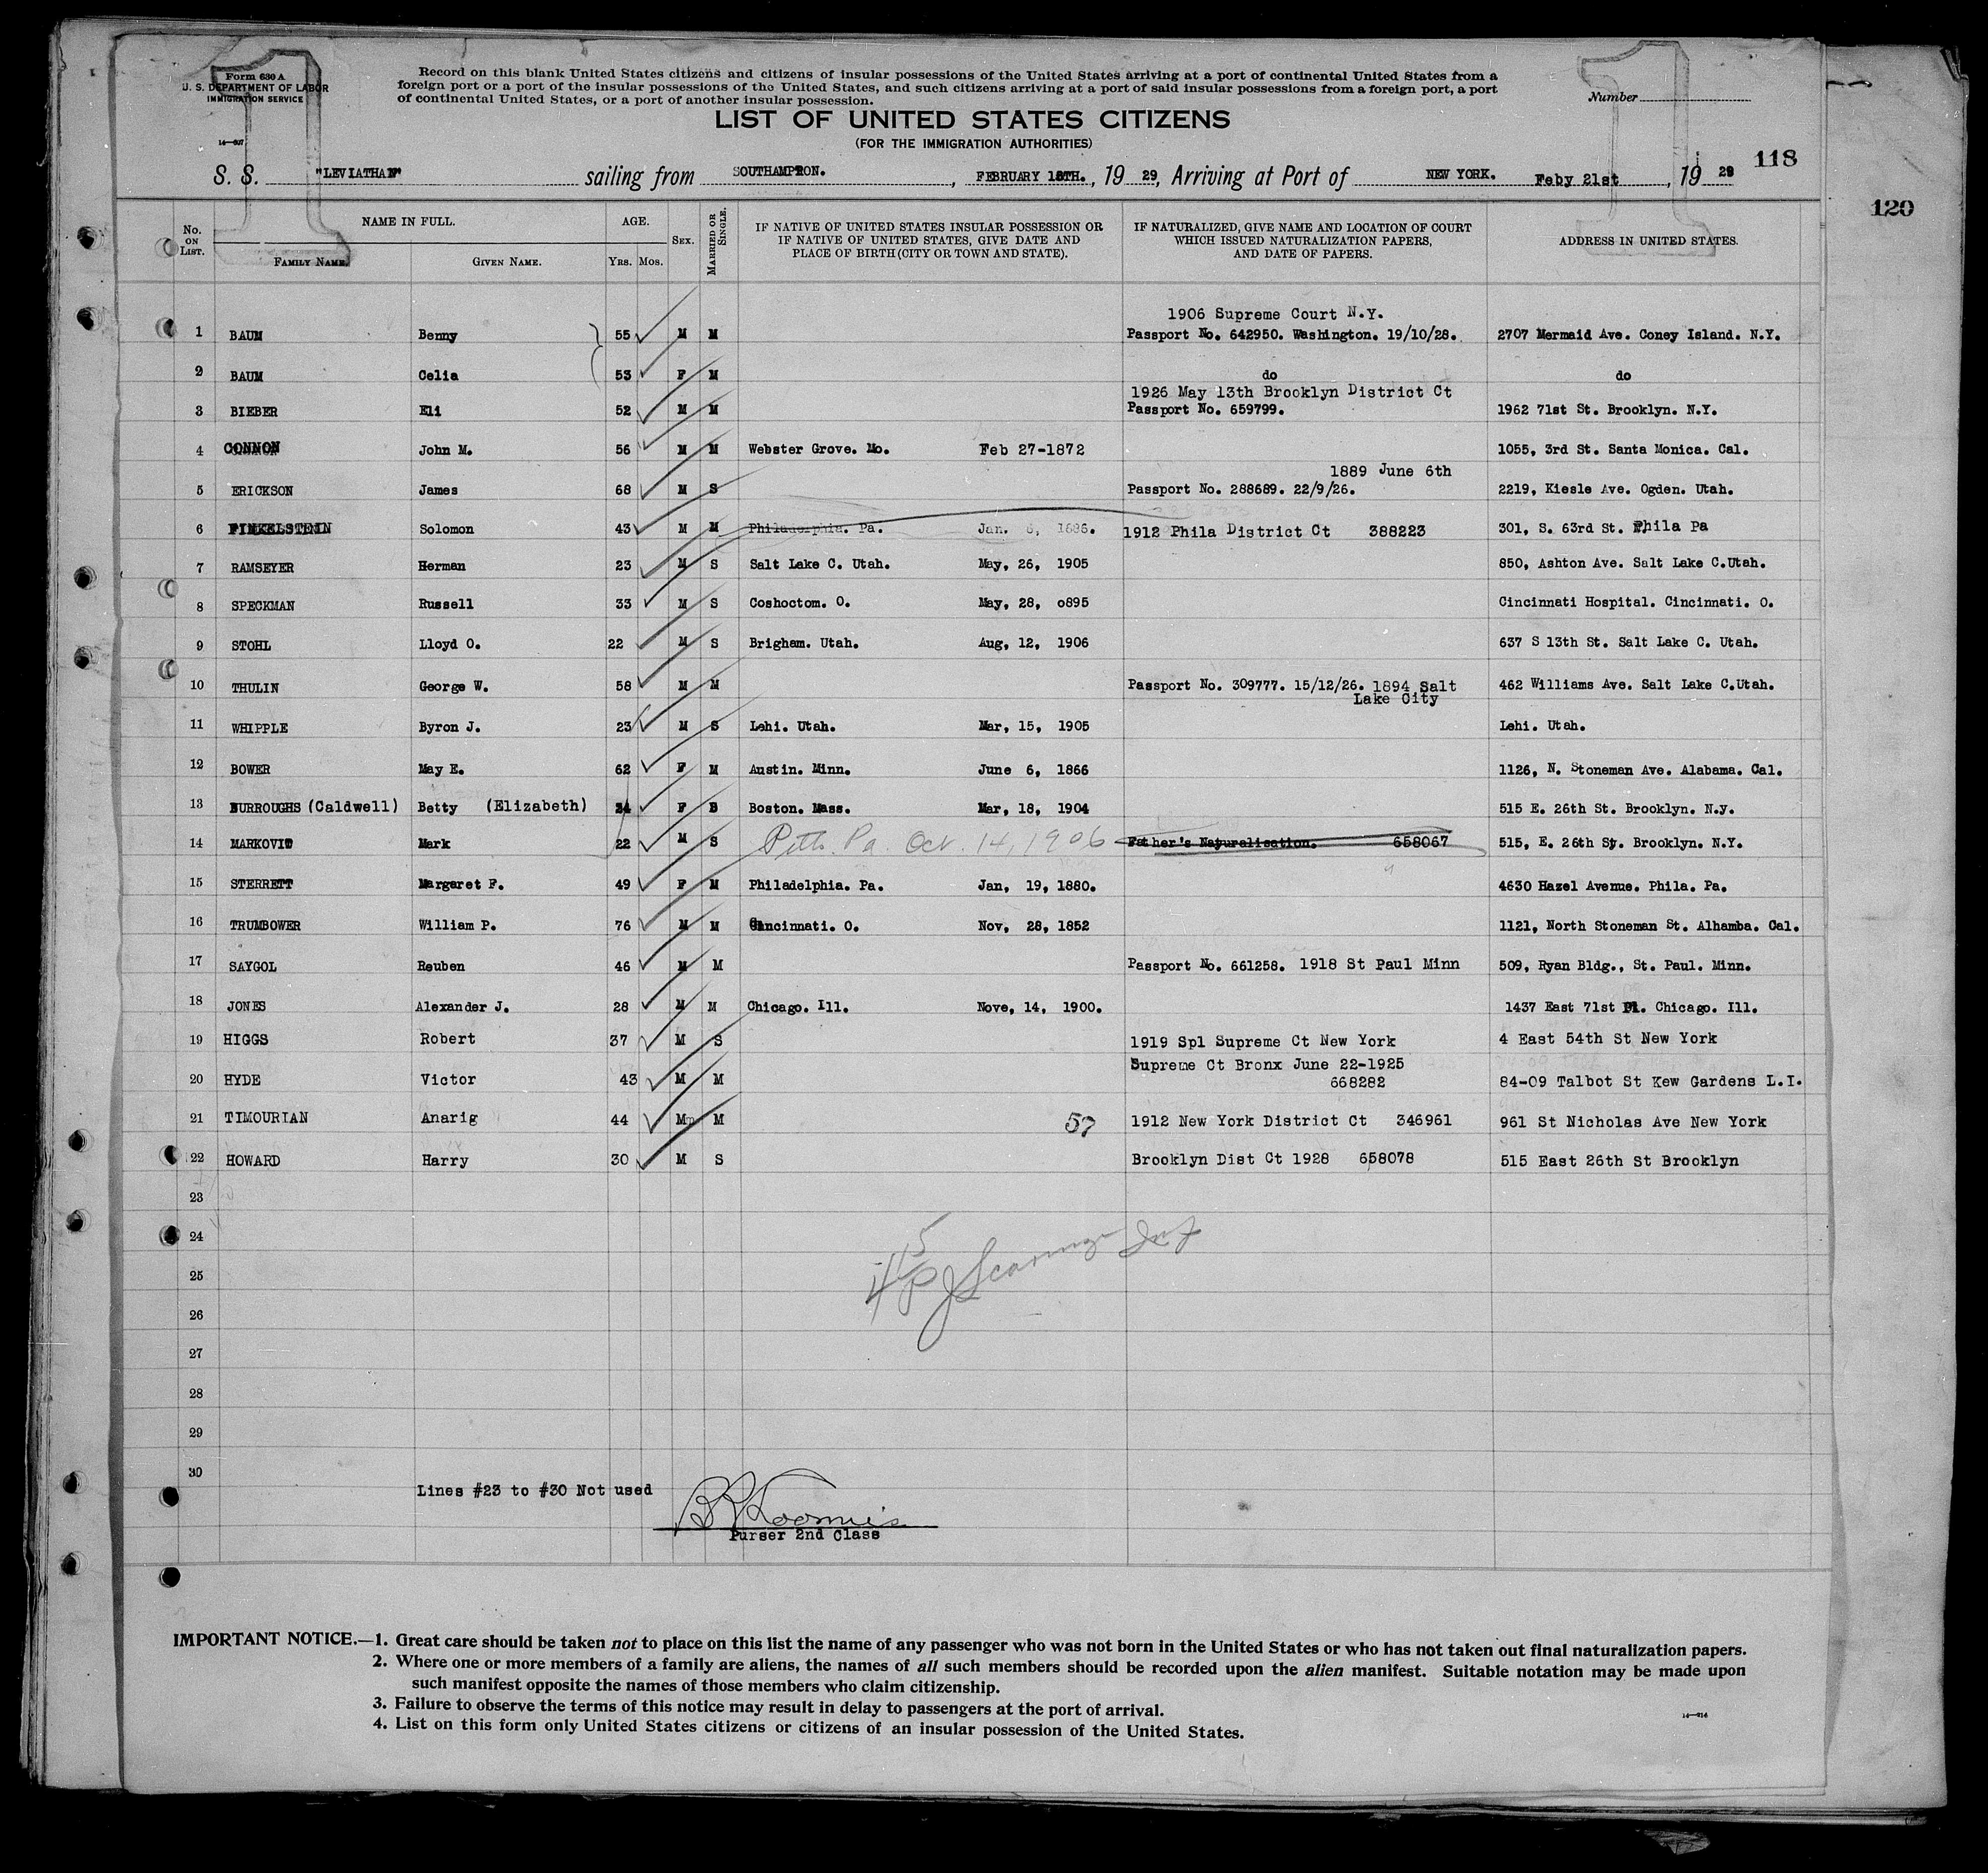 Form 630 A
U. S. DEPARTMENT OF LABOR
IMMIGRATION SERVICE
14—607
Record on this blank United States citizens and citizens of insular possessions of the United States arriving at a port of continental United States from a
foreign port or a port of the insular possessions of the United States, and such citizens arriving at a port of said insular possessions from a foreign port, a port
of continental United States, or a port of another insular possession.
Number
LIST OF UNITED STATES CITIZENS
(FOR THE IMMIGRATION AUTHORITIES)
118
120
S. S. "LEVIATHAN" sailing from SOUTHAMPTON. , FEBRUARY 18TH. , 19 29, Arriving at Port of NEW YORK. Feby 21st , 19 29
No. ON LIST. NAME IN FULL. FAMILY NAME. GIVEN NAME. AGE. YRS. MOS. SEX. MARRIED OR SINGLE. IF NATIVE OF UNITED STATES INSULAR POSSESSION OR IF NATIVE OF UNITED STATES, GIVE DATE AND PLACE OF BIRTH (CITY OR TOWN AND STATE). IF NATURALIZED, GIVE NAME AND LOCATION OF COURT WHICH ISSUED NATURALIZATION PAPERS, AND DATE OF PAPERS. ADDRESS IN UNITED STATES.
1906 Supreme Court N.Y.
1 BAUM Benny 55 M M Passport No. 642950. Washington. 19/10/28. 2707 Mermaid Ave. Coney Island. N.Y.
2 BAUM Celia 53 F M do do
1926 May 13th Brooklyn District Ct
3 BIEBER Eli 52 M M Passport No. 659799. 1962 71st St. Brooklyn. N.Y.
4 CONNON John M. 56 M M Webster Grove. Mo. Feb 27-1872 1055, 3rd St. Santa Monica. Cal.
1889 June 6th
5 ERICKSON James 68 M S Passport No. 288689. 22/9/26. 2219, Kiesle Ave. Ogden. Utah.
6 FINKELSTEIN Solomon 43 M M Philadelphia. Pa. Jan. 6, 1886. 1912 Phila District Ct 388223 301, S. 63rd St. Phila Pa
7 RAMSEYER Herman 23 M S Salt Lake C. Utah. May, 26, 1905 850, Ashton Ave. Salt Lake C.Utah.
8 SPECKMAN Russell 33 M S Coshoctom. O. May, 28, o895 Cincinnati Hospital. Cincinnati. O.
9 STOHL Lloyd O. 22 M S Brigham. Utah. Aug, 12, 1906 637 S 13th St. Salt Lake C. Utah.
10 THULIN George W. 58 M M Passport No. 309777. 15/12/26. 1894 Salt 462 Williams Ave. Salt Lake C.Utah.
Lake City
11 WHIPPLE Byron J. 23 M S Lehi. Utah. Mar, 15, 1905 Lehi. Utah.
12 BOWER May E. 62 F M Austin. Minn. June 6, 1866 1126, N. Stoneman Ave. Alabama. Cal.
13 BURROUGHS (Caldwell) Betty (Elizabeth) 24 F S Boston. Mass. Mar, 18, 1904 515 E. 26th St. Brooklyn. N.y.
14 MARKOVIT Mark 22 M S Pitts. Pa. Oct. 14, 1906 Father's Naturalisation. 658067 515, E. 26th St. Brooklyn. N.Y.
15 STERRETT Margaret F. 49 F M Philadelphia. Pa. Jan, 19, 1880. 4630 Hazel Avenue. Phila. Pa.
16 TRUMBOWER William P. 76 M M Cincinnati. O. Nov, 28, 1852 1121, North Stoneman St. Alhamba. Cal.
17 SAYGOL Reuben 46 M M Passport No. 661258. 1918 St Paul Minn 509, Ryan Bldg., St. Paul. Minn.
18 JONES Alexander J. 28 M M Chicago. Ill. Nove, 14, 1900. 1437 East 71st Pl. Chicago. Ill.
19 HIGGS Robert 37 M S 1919 Spl Supreme Ct New York 4 East 54th St New York
Supreme Ct Bronx June 22-1925
20 HYDE Victor 43 M M 668282 84-09 Talbot St Kew Gardens L.I.
21 TIMOURIAN Anarig 44 M M 57 1912 New York District Ct 346961 961 St Nicholas Ave New York
22 HOWARD Harry 30 M S Brooklyn Dist Ct 1928 658078 515 East 26th St Brooklyn
23
24
25
26
27
28
29
30
Lines #23 to #30 Not used
Purser 2nd Class
IMPORTANT NOTICE.—1. Great care should be taken not to place on this list the name of any passenger who was not born in the United States or who has not taken out final naturalization papers.
2. Where one or more members of a family are aliens, the names of all such members should be recorded upon the alien manifest. Suitable notation may be made upon
such manifest opposite the names of those members who claim citizenship.
3. Failure to observe the terms of this notice may result in delay to passengers at the port of arrival.
4. List on this form only United States citizens or citizens of an insular possession of the United States.